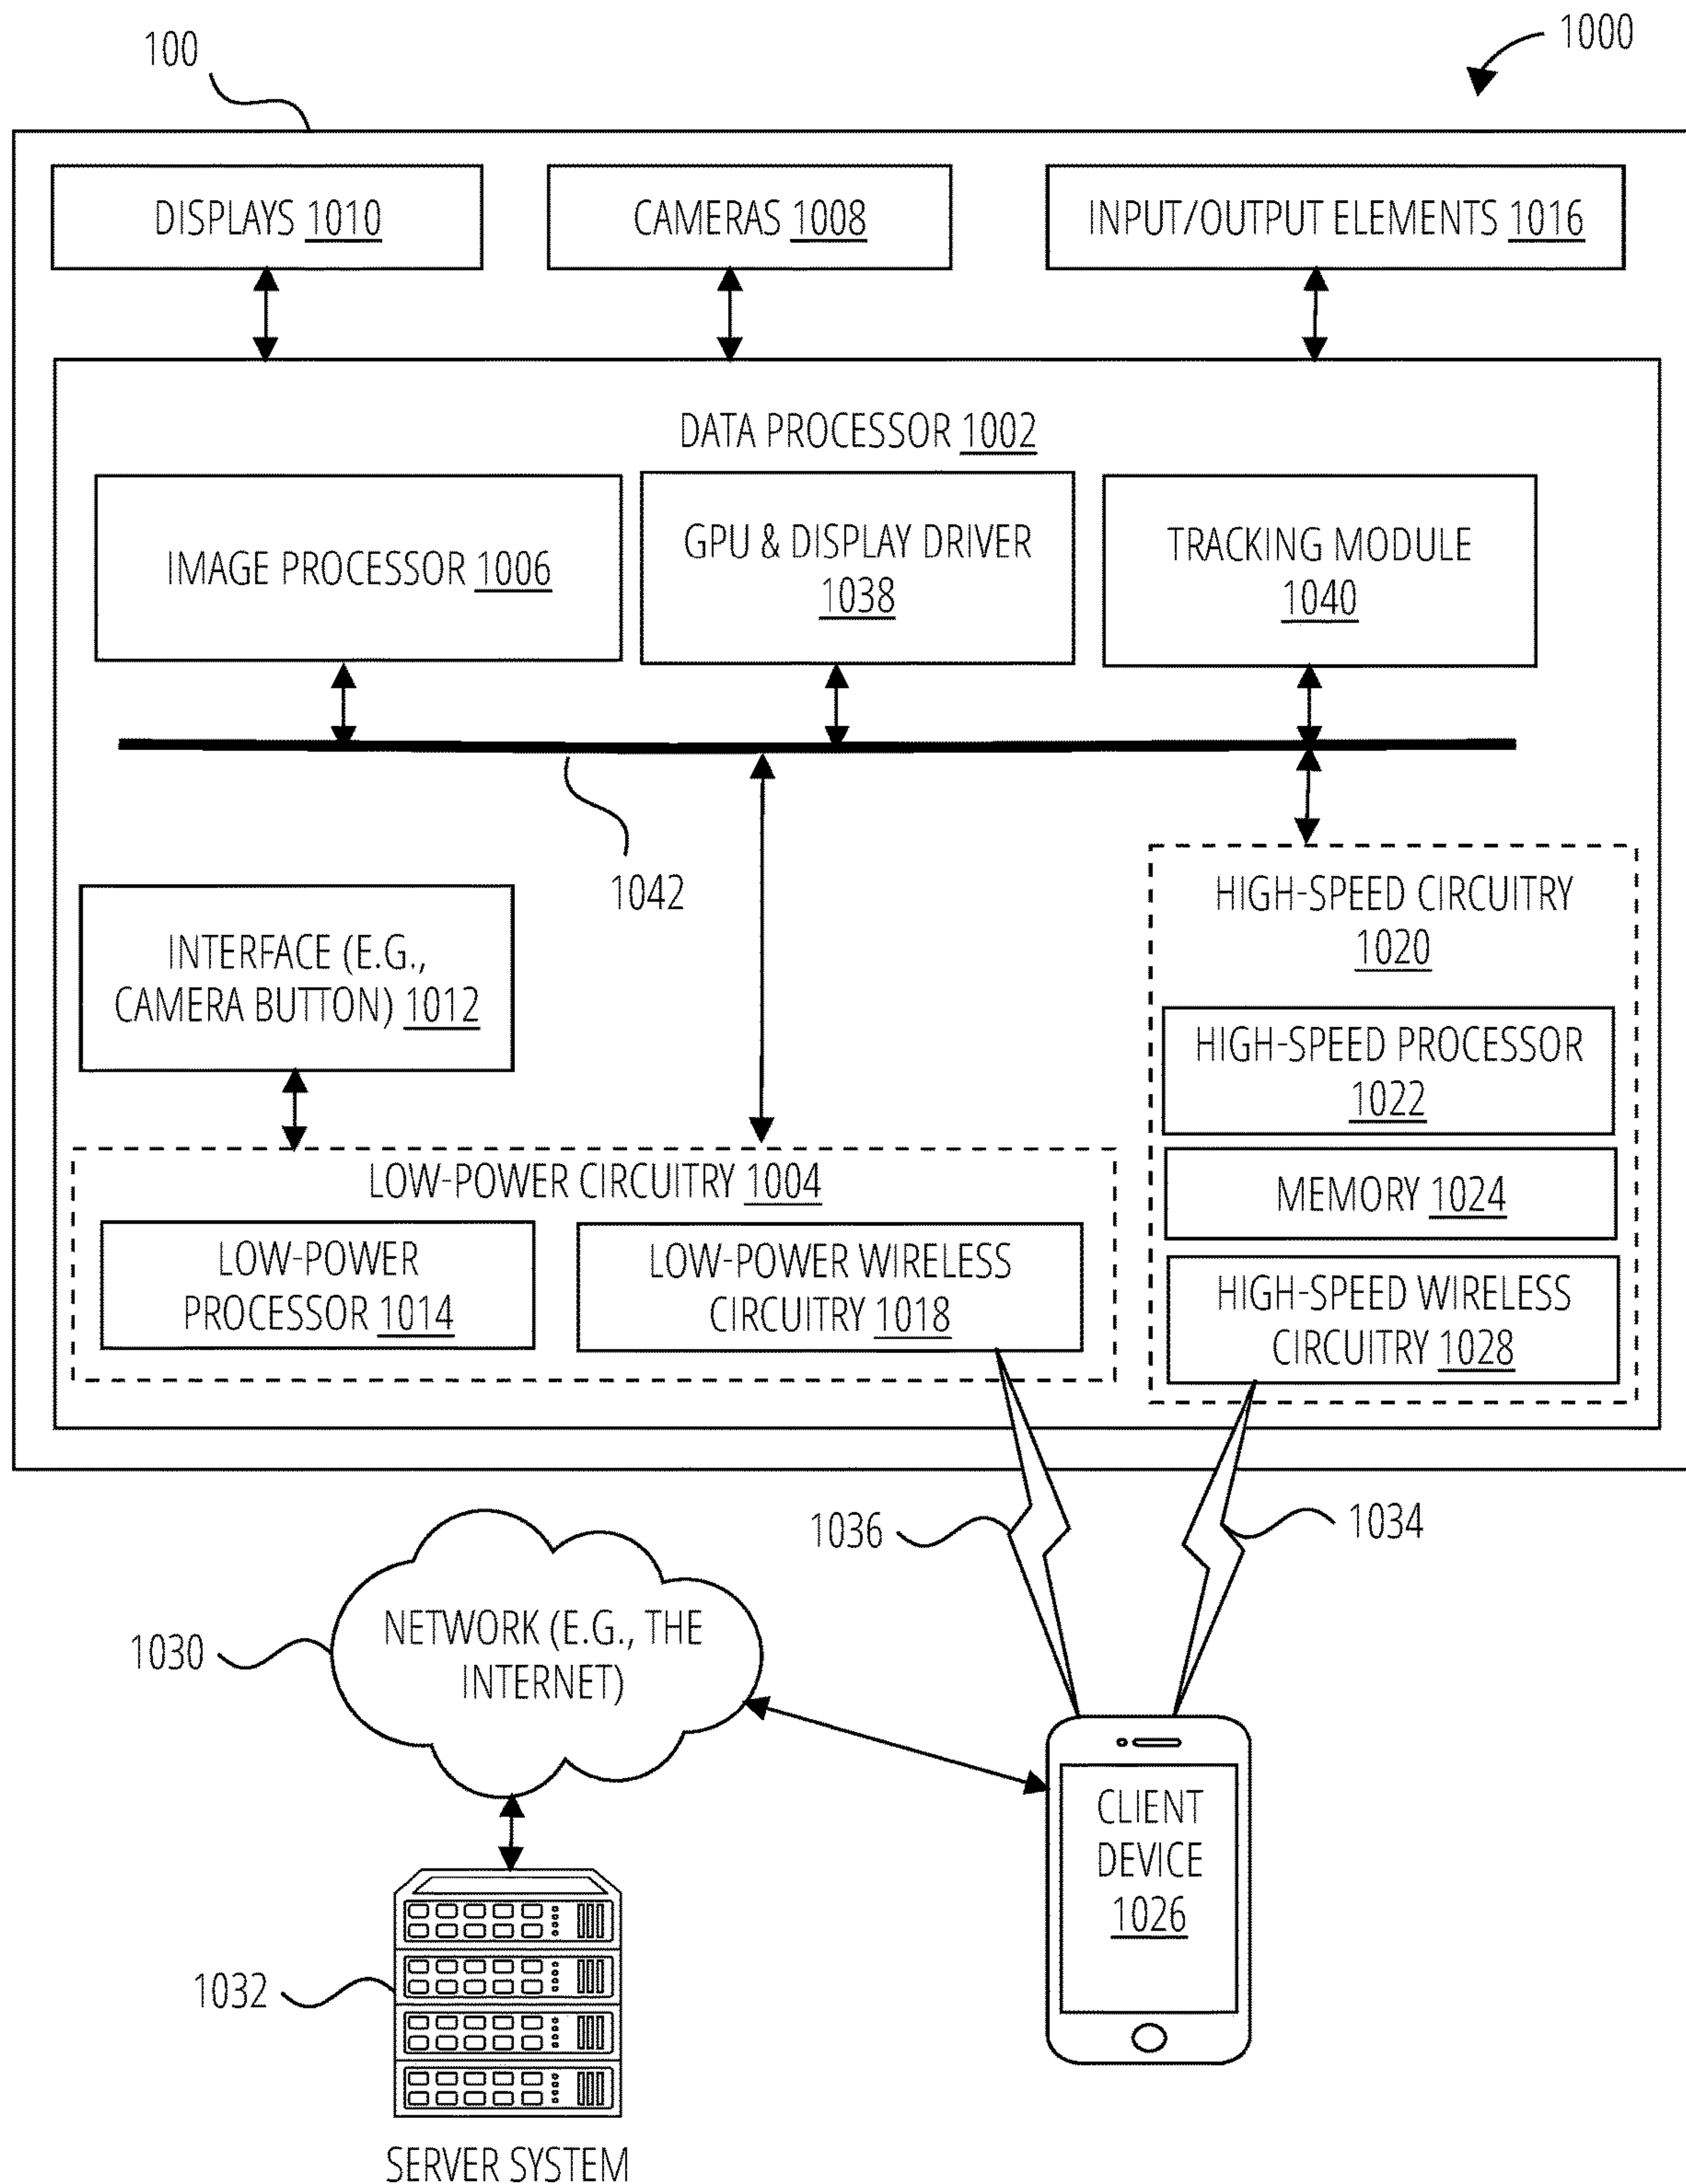 100
1000
DISPLAYS 1010
CAMERAS 1008
INPUT/OUTPUT ELEMENTS 1016
DATA PROCESSOR 1002
IMAGE PROCESSOR 1006
GPU & DISPLAY DRIVER
1038
TRACKING MODULE
1040
1042
INTERFACE (E.G.,
CAMERA BUTTON) 1012
HIGH-SPEED CIRCUITRY
1020
HIGH-SPEED PROCESSOR
1022
MEMORY 1024
HIGH-SPEED WIRELESS
CIRCUITRY 1028
LOW-POWER CIRCUITRY 1004
LOW-POWER
PROCESSOR 1014
LOW-POWER WIRELESS
CIRCUITRY 1018
1036
1034
1030
NETWORK (E.G., THE
INTERNET)
CLIENT
DEVICE
1026
1032
SERVER SYSTEM